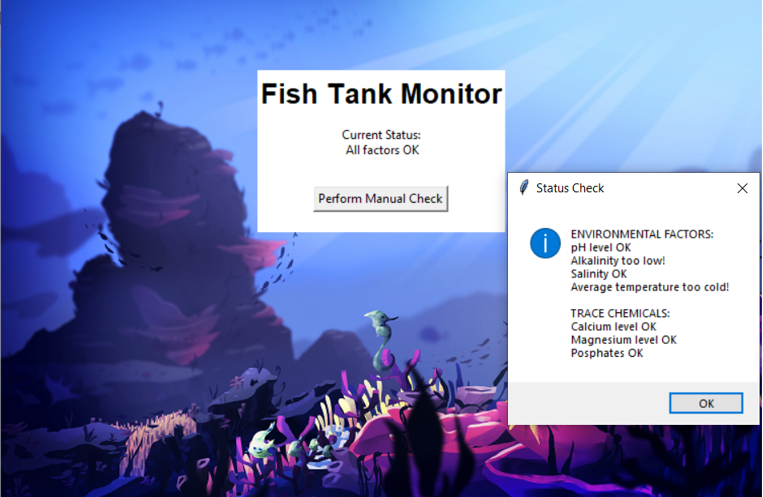 Fish Tank Monitor
Current Status:
All factors OK
Perform Manual Check
Status Check
ENVIRONMENTAL FACTORS:
pH level OK
Alkalinity too low!
Salinity OK
Average temperature too cold!
TRACE CHEMICALS:
Calcium level OK
Magnesium level OK
Posphates OK
OK